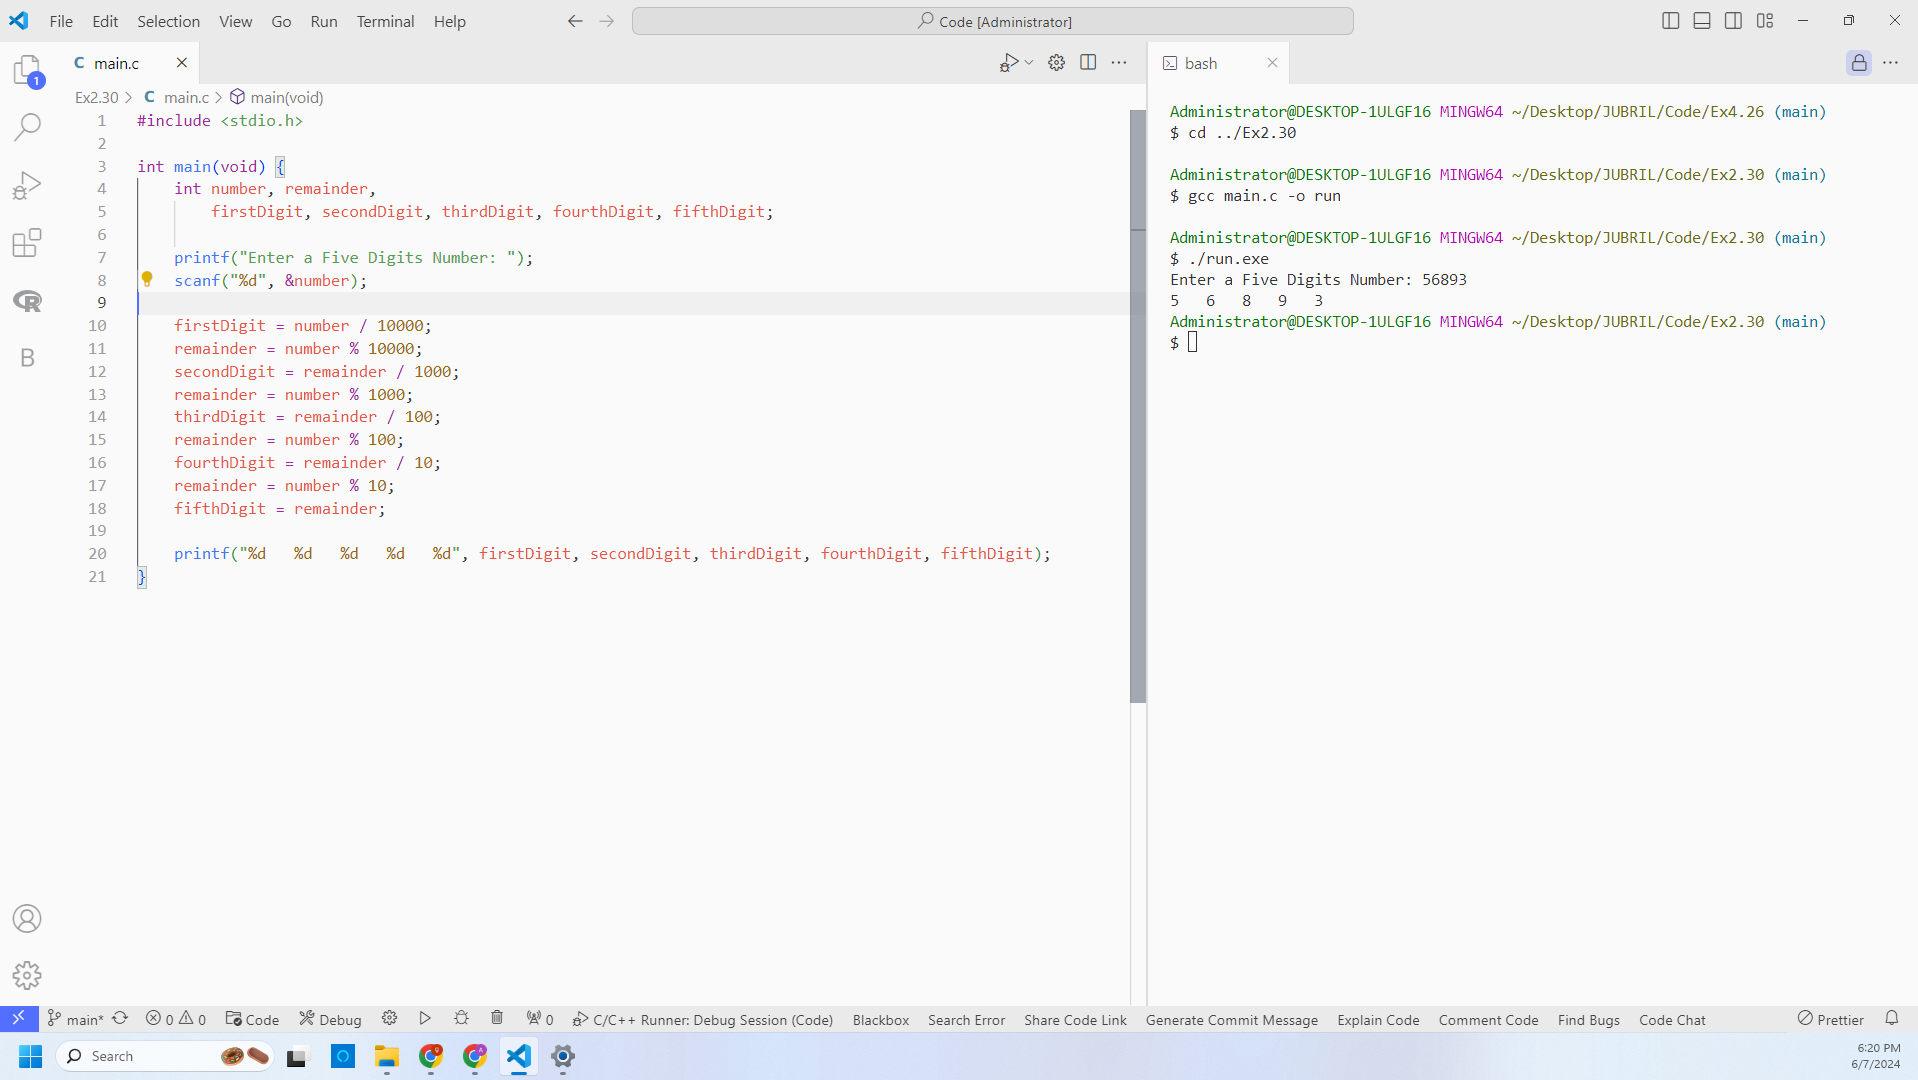 File Edit Selection View Go Run Terminal Help
Code [Administrator]
1
C main.c
bash
Ex2.30 > C main.c > main(void)
1 #include <stdio.h>
2
3 int main(void) {
4 int number, remainder,
5 firstDigit, secondDigit, thirdDigit, fourthDigit, fifthDigit;
6
7 printf("Enter a Five Digits Number: ");
8 scanf("%d", &number);
9
10 firstDigit = number / 10000;
11 remainder = number % 10000;
12 secondDigit = remainder / 1000;
13 remainder = number % 1000;
14 thirdDigit = remainder / 100;
15 remainder = number % 100;
16 fourthDigit = remainder / 10;
17 remainder = number % 10;
18 fifthDigit = remainder;
19
20 printf("%d   %d   %d   %d   %d", firstDigit, secondDigit, thirdDigit, fourthDigit, fifthDigit);
21 }
R
B
Administrator@DESKTOP-1ULGF16 MINGW64 ~/Desktop/JUBRIL/Code/Ex4.26 (main)
$ cd ../Ex2.30
Administrator@DESKTOP-1ULGF16 MINGW64 ~/Desktop/JUBRIL/Code/Ex2.30 (main)
$ gcc main.c -o run
Administrator@DESKTOP-1ULGF16 MINGW64 ~/Desktop/JUBRIL/Code/Ex2.30 (main)
$ ./run.exe
Enter a Five Digits Number: 56893
5   6   8   9   3
Administrator@DESKTOP-1ULGF16 MINGW64 ~/Desktop/JUBRIL/Code/Ex2.30 (main)
$
main* 0 0 Code Debug 0 C/C++ Runner: Debug Session (Code) Blackbox Search Error Share Code Link Generate Commit Message Explain Code Comment Code Find Bugs Code Chat Prettier
Search
6:20 PM
6/7/2024